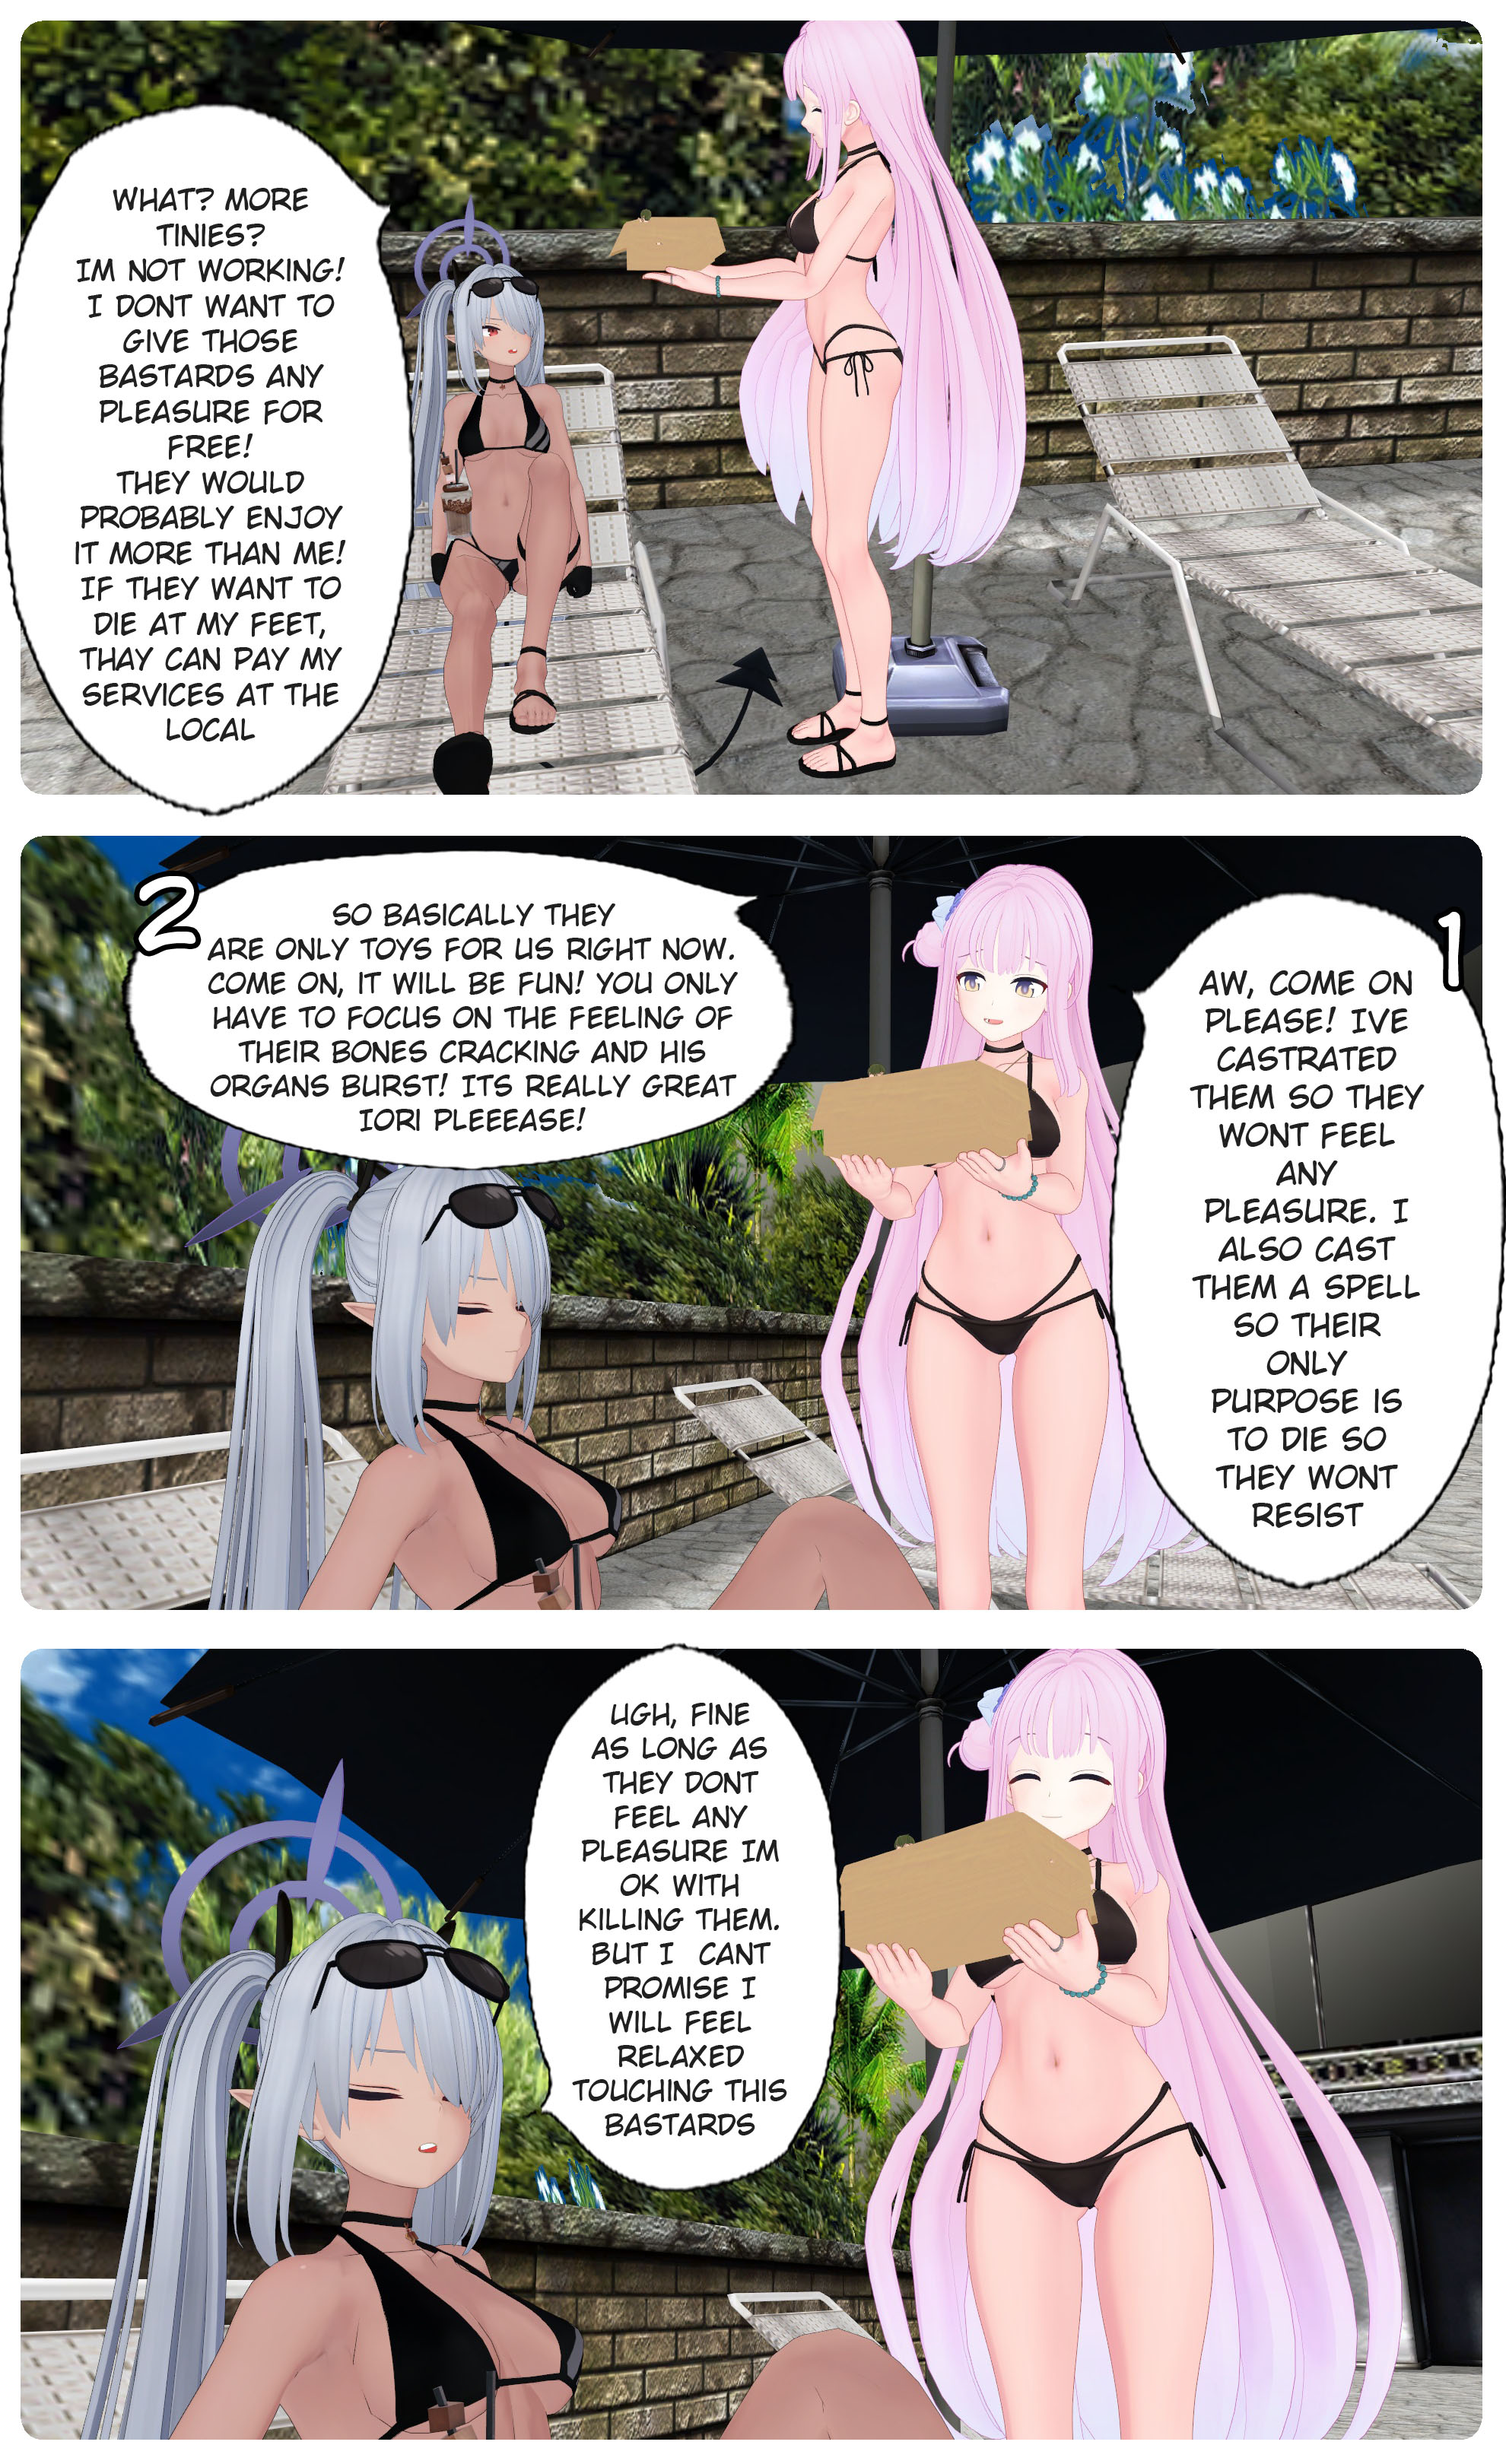 WHAT? MORE
TINIES?
IM NOT WORKING!
I DONT WANT TO
GIVE THOSE
BASTARDS ANY
PLEASURE FOR
FREE!
THEY WOULD
PROBABLY ENJOY
IT MORE THAN ME!
IF THEY WANT TO
DIE AT MY FEET,
THAY CAN PAY MY
SERVICES AT THE
LOCAL
1
AW, COME ON
PLEASE! IVE
CASTRATED
THEM SO THEY
WONT FEEL
ANY
PLEASURE. I
ALSO CAST
THEM A SPELL
SO THEIR
ONLY
PURPOSE IS
TO DIE SO
THEY WONT
RESIST
2
SO BASICALLY THEY
ARE ONLY TOYS FOR US RIGHT NOW.
COME ON, IT WILL BE FUN! YOU ONLY
HAVE TO FOCUS ON THE FEELING OF
THEIR BONES CRACKING AND HIS
ORGANS BURST! ITS REALLY GREAT
IORI PLEEEASE!
UGH, FINE
AS LONG AS
THEY DONT
FEEL ANY
PLEASURE IM
OK WITH
KILLING THEM.
BUT I CANT
PROMISE I
WILL FEEL
RELAXED
TOUCHING THIS
BASTARDS